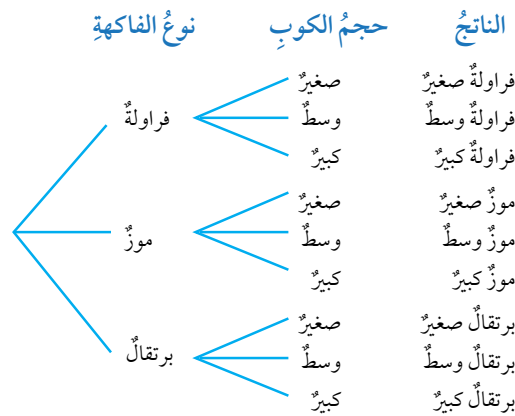 الناتجُ حجمُ الكوبِ نوعُ الفاكهةِ
فراولةٌ صغيرٌ صغيرٌ
فراولةٌ وسطٌ وسطٌ فراولةٌ
فراولةٌ كبيرٌ كبيرٌ
موزٌ صغيرٌ صغيرٌ
موزٌ وسطٌ وسطٌ موزٌ
موزٌ كبيرٌ كبيرٌ
برتقالٌ صغيرٌ صغيرٌ
برتقالٌ وسطٌ وسطٌ برتقالٌ
برتقالٌ كبيرٌ كبيرٌ